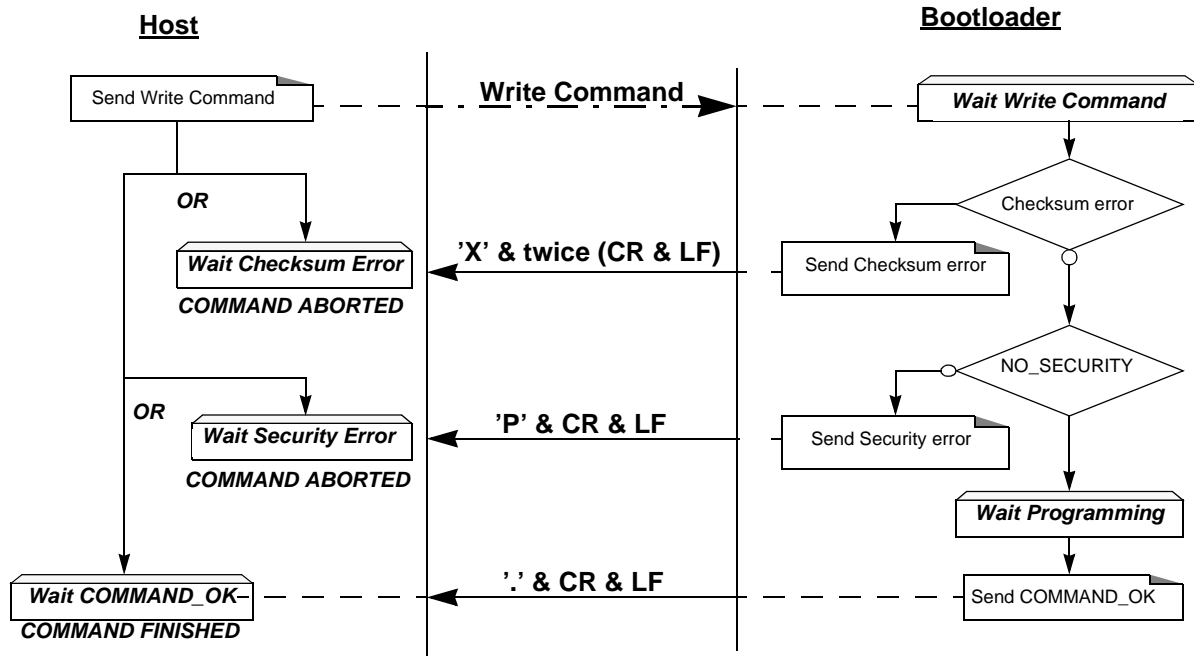 Host
Bootloader
Send Write Command
Write Command
Wait Write Command
OR
Checksum error
Wait Checksum Error
’X’ & twice (CR & LF)
Send Checksum error
COMMAND ABORTED
NO_SECURITY
OR
Wait Security Error
’P’ & CR & LF
Send Security error
COMMAND ABORTED
Wait Programming
Wait COMMAND_OK
’.’ & CR & LF
Send COMMAND_OK
COMMAND FINISHED